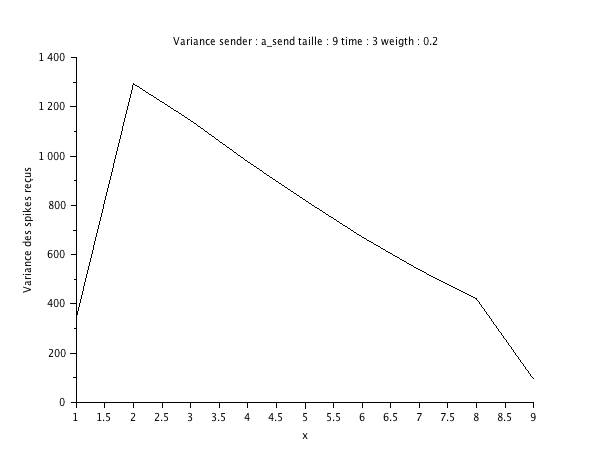 Variance sender : a_send taille : 9 time : 3 weigth : 0.2
1 400
1 200
1 000
800
600
400
200
0
Variance des spikes reçus
1 1.5 2 2.5 3 3.5 4 4.5 5 5.5 6 6.5 7 7.5 8 8.5 9
x